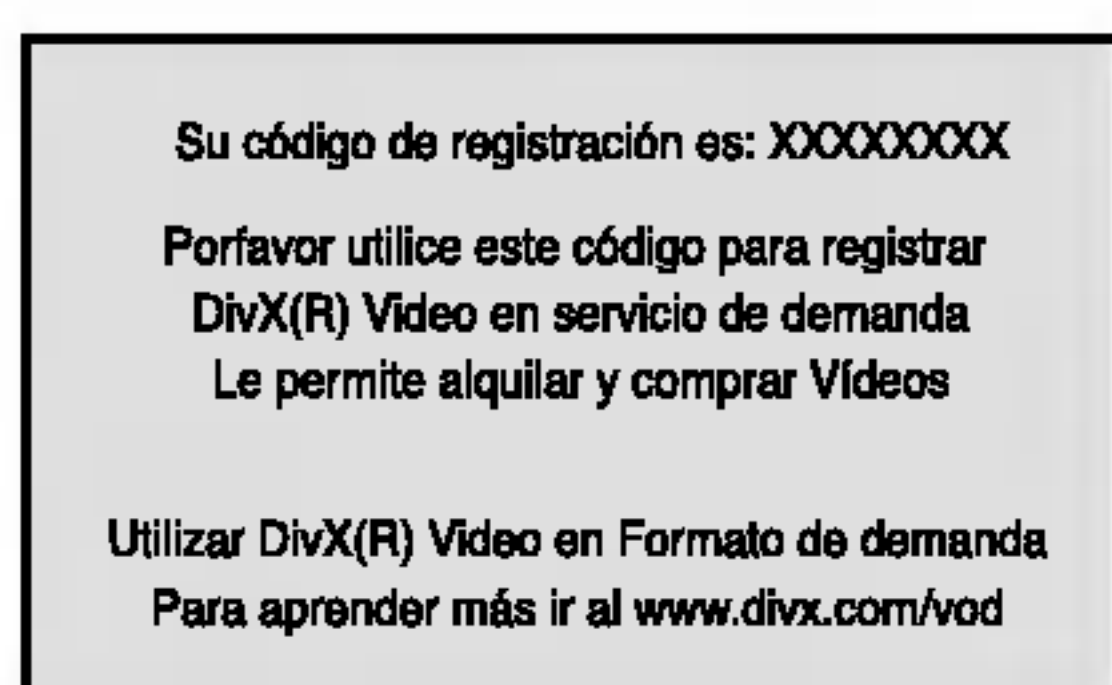 Su código de registración es: XXXXXXXX
Porfavor utilice este código para registrar
DivX(R) Video en servicio de demanda
Le permite alquilar y comprar Vídeos
Utilizar DivX(R) Video en Formato de demanda
Para aprender más ir al www.divx.com/vod